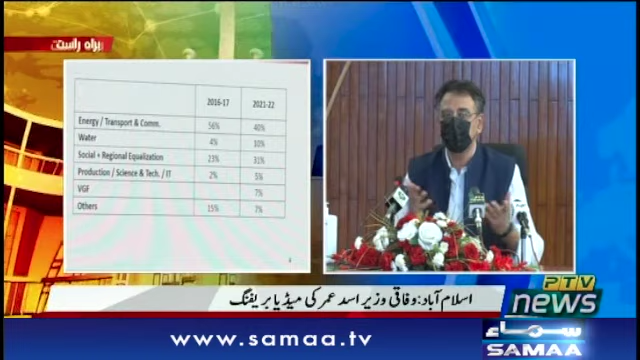 براہ راست
2016-17 2021-22
Energy / Transport & Comm. 56% 40%
Water 4% 10%
Social + Regional Equalization 23% 31%
Production / Science & Tech. / IT 2% 5%
VGF 7%
Others 15% 7%
اسلام آباد: وفاقی وزیر اسد عمر کی میڈیا بریفنگ
PTV
news
www.samaa.tv
سماء
SAMAA